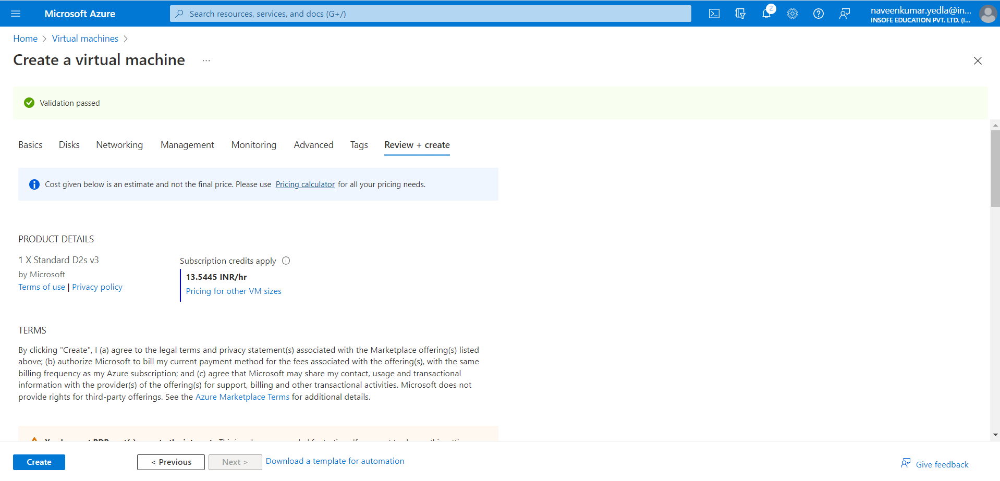 Microsoft Azure
Search resources, services, and docs (G+/)
2
naveenkumar.yedla@in...
INSOFE EDUCATION PVT. LTD. (I...
Home > Virtual machines >
Create a virtual machine ...
Validation passed
Basics Disks Networking Management Monitoring Advanced Tags Review + create
Cost given below is an estimate and not the final price. Please use Pricing calculator for all your pricing needs.
PRODUCT DETAILS
1 X Standard D2s v3
by Microsoft
Terms of use | Privacy policy
Subscription credits apply
13.5445 INR/hr
Pricing for other VM sizes
TERMS
By clicking "Create", I (a) agree to the legal terms and privacy statement(s) associated with the Marketplace offering(s) listed
above; (b) authorize Microsoft to bill my current payment method for the fees associated with the offering(s), with the same
billing frequency as my Azure subscription; and (c) agree that Microsoft may share my contact, usage and transactional
information with the provider(s) of the offering(s) for support, billing and other transactional activities. Microsoft does not
provide rights for third-party offerings. See the Azure Marketplace Terms for additional details.
Create
< Previous
Next >
Download a template for automation
Give feedback